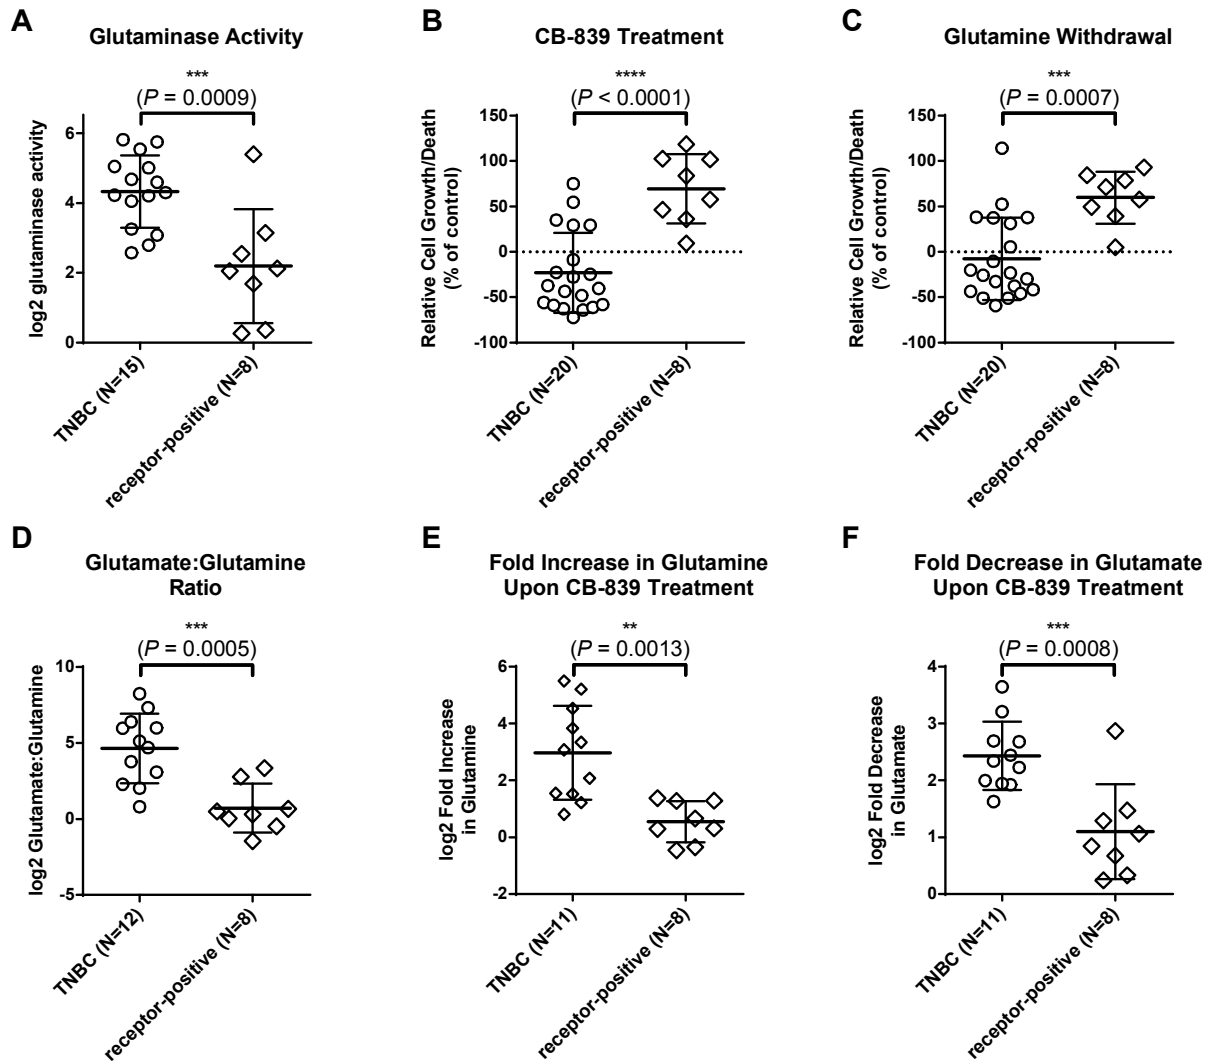 A
Glutaminase Activity
***
(P = 0.0009)
log2 glutaminase activity
6
4
2
0
TNBC (N=15)
receptor-positive (N=8)
B
CB-839 Treatment
****
(P < 0.0001)
Relative Cell Growth/Death
(% of control)
150
100
50
0
-50
-100
TNBC (N=20)
receptor-positive (N=8)
C
Glutamine Withdrawal
***
(P = 0.0007)
Relative Cell Growth/Death
(% of control)
150
100
50
0
-50
-100
TNBC (N=20)
receptor-positive (N=8)
D
Glutamate:Glutamine
Ratio
***
(P = 0.0005)
log2 Glutamate:Glutamine
10
5
0
-5
TNBC (N=12)
receptor-positive (N=8)
E
Fold Increase in Glutamine
Upon CB-839 Treatment
**
(P = 0.0013)
log2 Fold Increase
in Glutamine
6
4
2
0
-2
TNBC (N=11)
receptor-positive (N=8)
F
Fold Decrease in Glutamate
Upon CB-839 Treatment
***
(P = 0.0008)
log2 Fold Decrease
in Glutamate
4
3
2
1
0
TNBC (N=11)
receptor-positive (N=8)